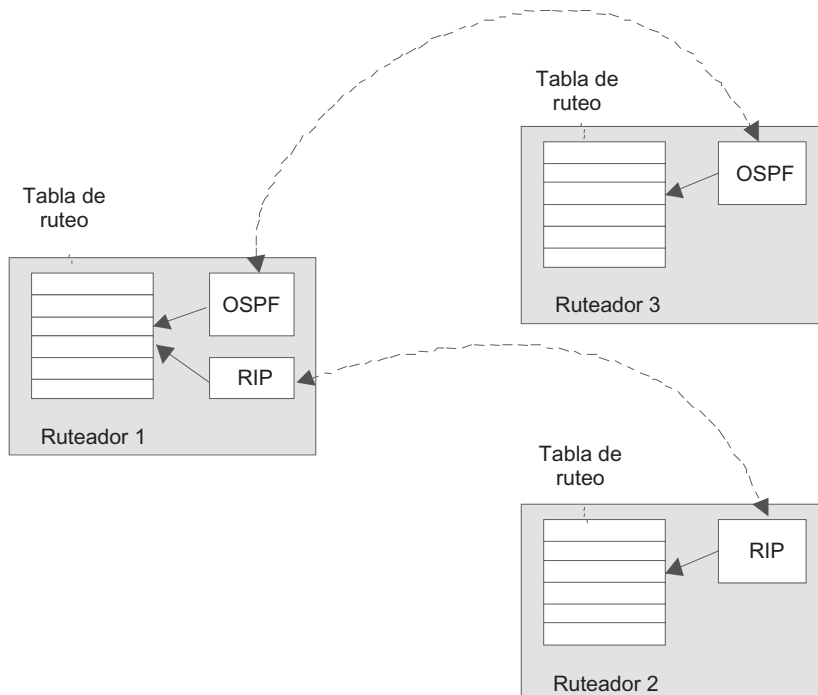 Tabla de
ruteo
OSPF
Ruteador 3
Tabla de
ruteo
OSPF
RIP
Ruteador 1
Tabla de
ruteo
RIP
Ruteador 2